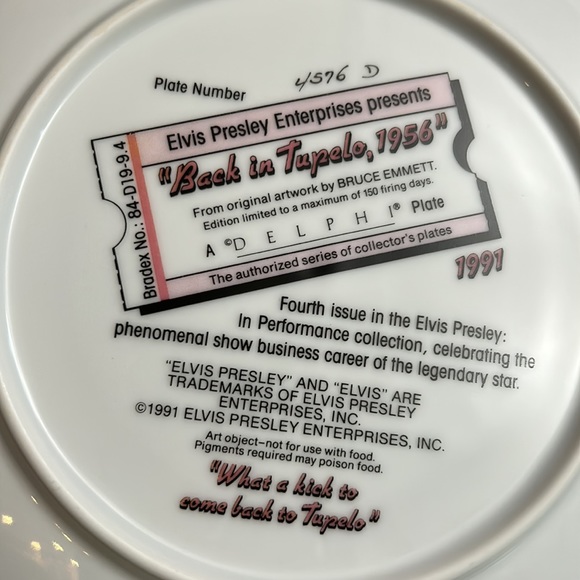 Plate Number 4576 D
Elvis Presley Enterprises presents
"Back in Tupelo, 1956"
From original artwork by BRUCE EMMETT.
Edition limited to a maximum of 150 firing days.
A ©DELPHI® Plate
The authorized series of collector's plates
Bradex No.: 84-D19-9.4
1991
Fourth issue in the Elvis Presley:
In Performance collection, celebrating the
phenomenal show business career of the legendary star.
"ELVIS PRESLEY" AND "ELVIS" ARE
TRADEMARKS OF ELVIS PRESLEY
ENTERPRISES, INC.
©1991 ELVIS PRESLEY ENTERPRISES, INC.
Art object–not for use with food.
Pigments required may poison food.
"What a kick to
come back to Tupelo"